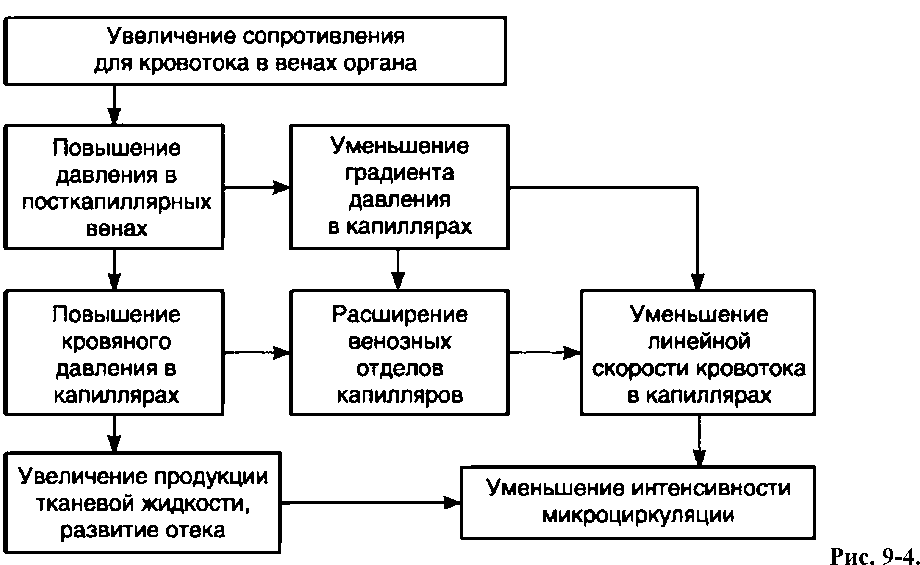 Увеличение сопротивления
для кровотока в венах органа
Повышение
давления в
посткапиллярных
венах
Уменьшение
градиента
давления
в капиллярах
Повышение
кровяного
давления в
капиллярах
Расширение
венозных
отделов
капилляров
Уменьшение
линейной
скорости кровотока
в капиллярах
Увеличение продукции
тканевой жидкости,
развитие отека
Уменьшение интенсивности
микроциркуляции
Рис. 9-4.